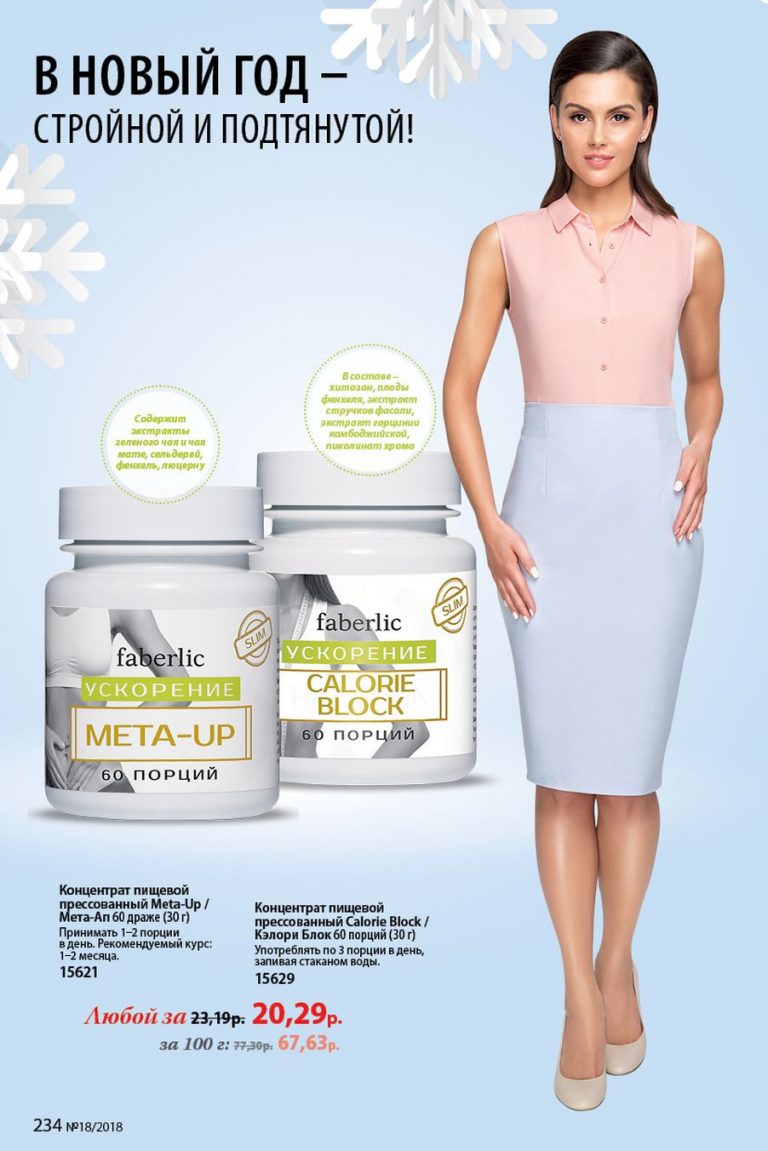 В НОВЫЙ ГОД –
СТРОЙНОЙ И ПОДТЯНУТОЙ!
Содержит
экстракты
зеленого чая и чая
мате, сельдерей,
фенхель, люцерну
В составе –
хитозан, плоды
фенхеля, экстракт
стручков фасоли,
экстракт гарцинии
камбоджийской,
пиколинат хрома
SLIM
faberlic
УСКОРЕНИЕ
META-UP
60 ПОРЦИЙ
SLIM
faberlic
УСКОРЕНИЕ
CALORIE
BLOCK
60 ПОРЦИЙ
Концентрат пищевой
прессованный Meta-Up /
Мета-Ап 60 драже (30 г)
Принимать 1–2 порции
в день. Рекомендуемый курс:
1–2 месяца.
15621
Концентрат пищевой
прессованный Calorie Block /
Кэлори Блок 60 порций (30 г)
Употреблять по 3 порции в день,
запивая стаканом воды.
15629
Любой за 23,19р. 20,29р.
за 100 г: 77,30р. 67,63р.
234 №18/2018